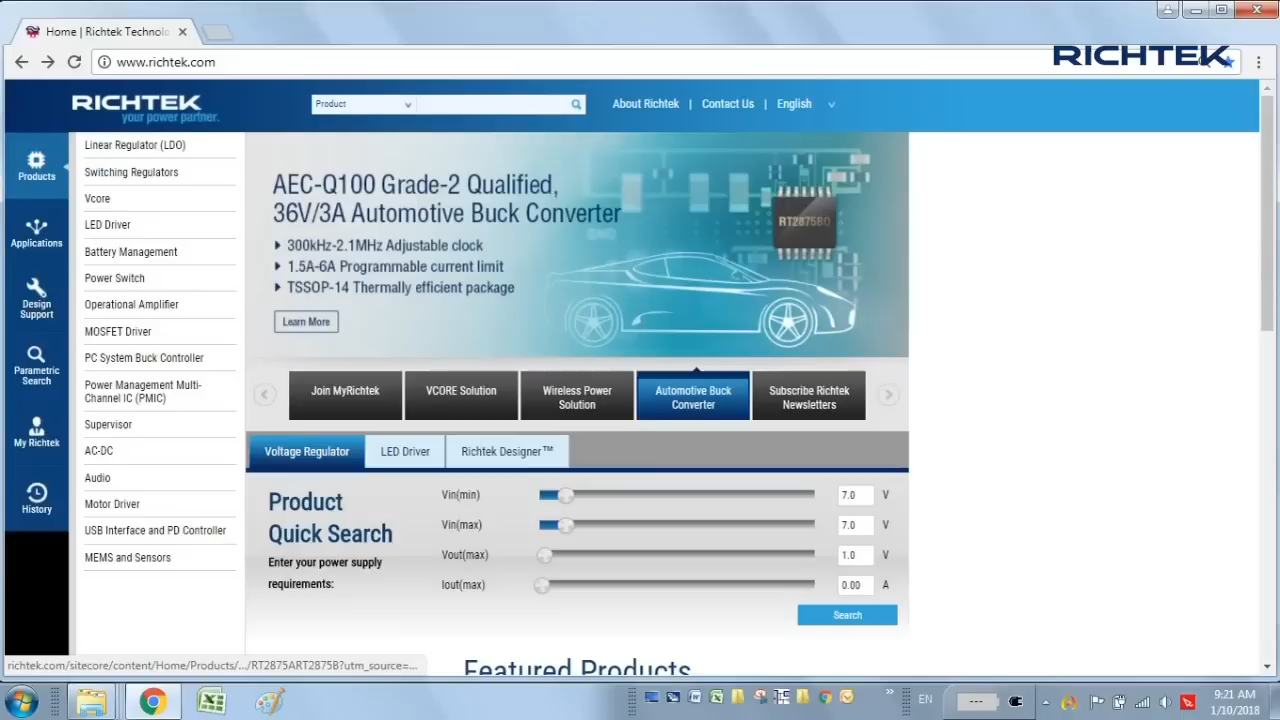 Home | Richtek Technolo
www.richtek.com
RICHTEK
RICHTEK
your power partner.
Product
About Richtek | Contact Us | English
Products
Applications
Design
Support
Parametric
Search
My Richtek
History
Linear Regulator (LDO)
Switching Regulators
Vcore
LED Driver
Battery Management
Power Switch
Operational Amplifier
MOSFET Driver
PC System Buck Controller
Power Management Multi-
Channel IC (PMIC)
Supervisor
AC-DC
Audio
Motor Driver
USB Interface and PD Controller
MEMS and Sensors
AEC-Q100 Grade-2 Qualified,
36V/3A Automotive Buck Converter
300kHz-2.1MHz Adjustable clock
1.5A-6A Programmable current limit
TSSOP-14 Thermally efficient package
Learn More
Join MyRichtek
VCORE Solution
Wireless Power
Solution
Automotive Buck
Converter
Subscribe Richtek
Newsletters
Voltage Regulator
LED Driver
Richtek Designer™
Product
Quick Search
Enter your power supply
requirements:
Vin(min) 7.0 V
Vin(max) 7.0 V
Vout(max) 1.0 V
Iout(max) 0.00 A
Search
Featured Products
richtek.com/sitecore/content/Home/Products/.../RT2875ART2875B?utm_source=...
EN
9:21 AM
1/10/2018